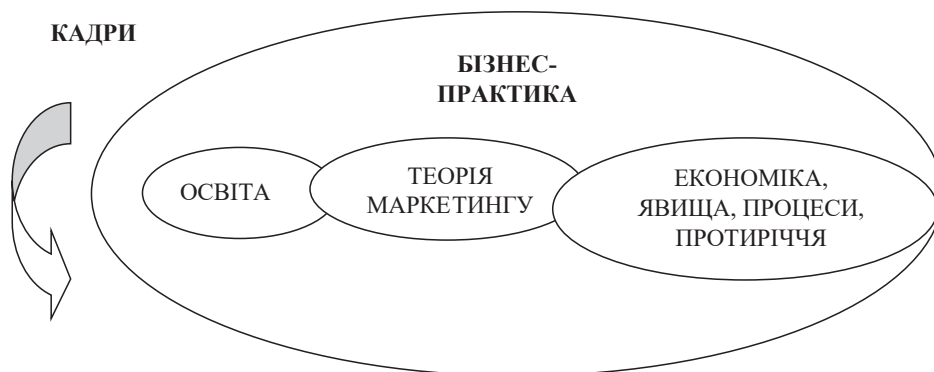 КАДРИ
БІЗНЕС-
ПРАКТИКА
ОСВІТА
ТЕОРІЯ
МАРКЕТИНГУ
ЕКОНОМІКА,
ЯВИЩА, ПРОЦЕСИ,
ПРОТИРІЧЧЯ